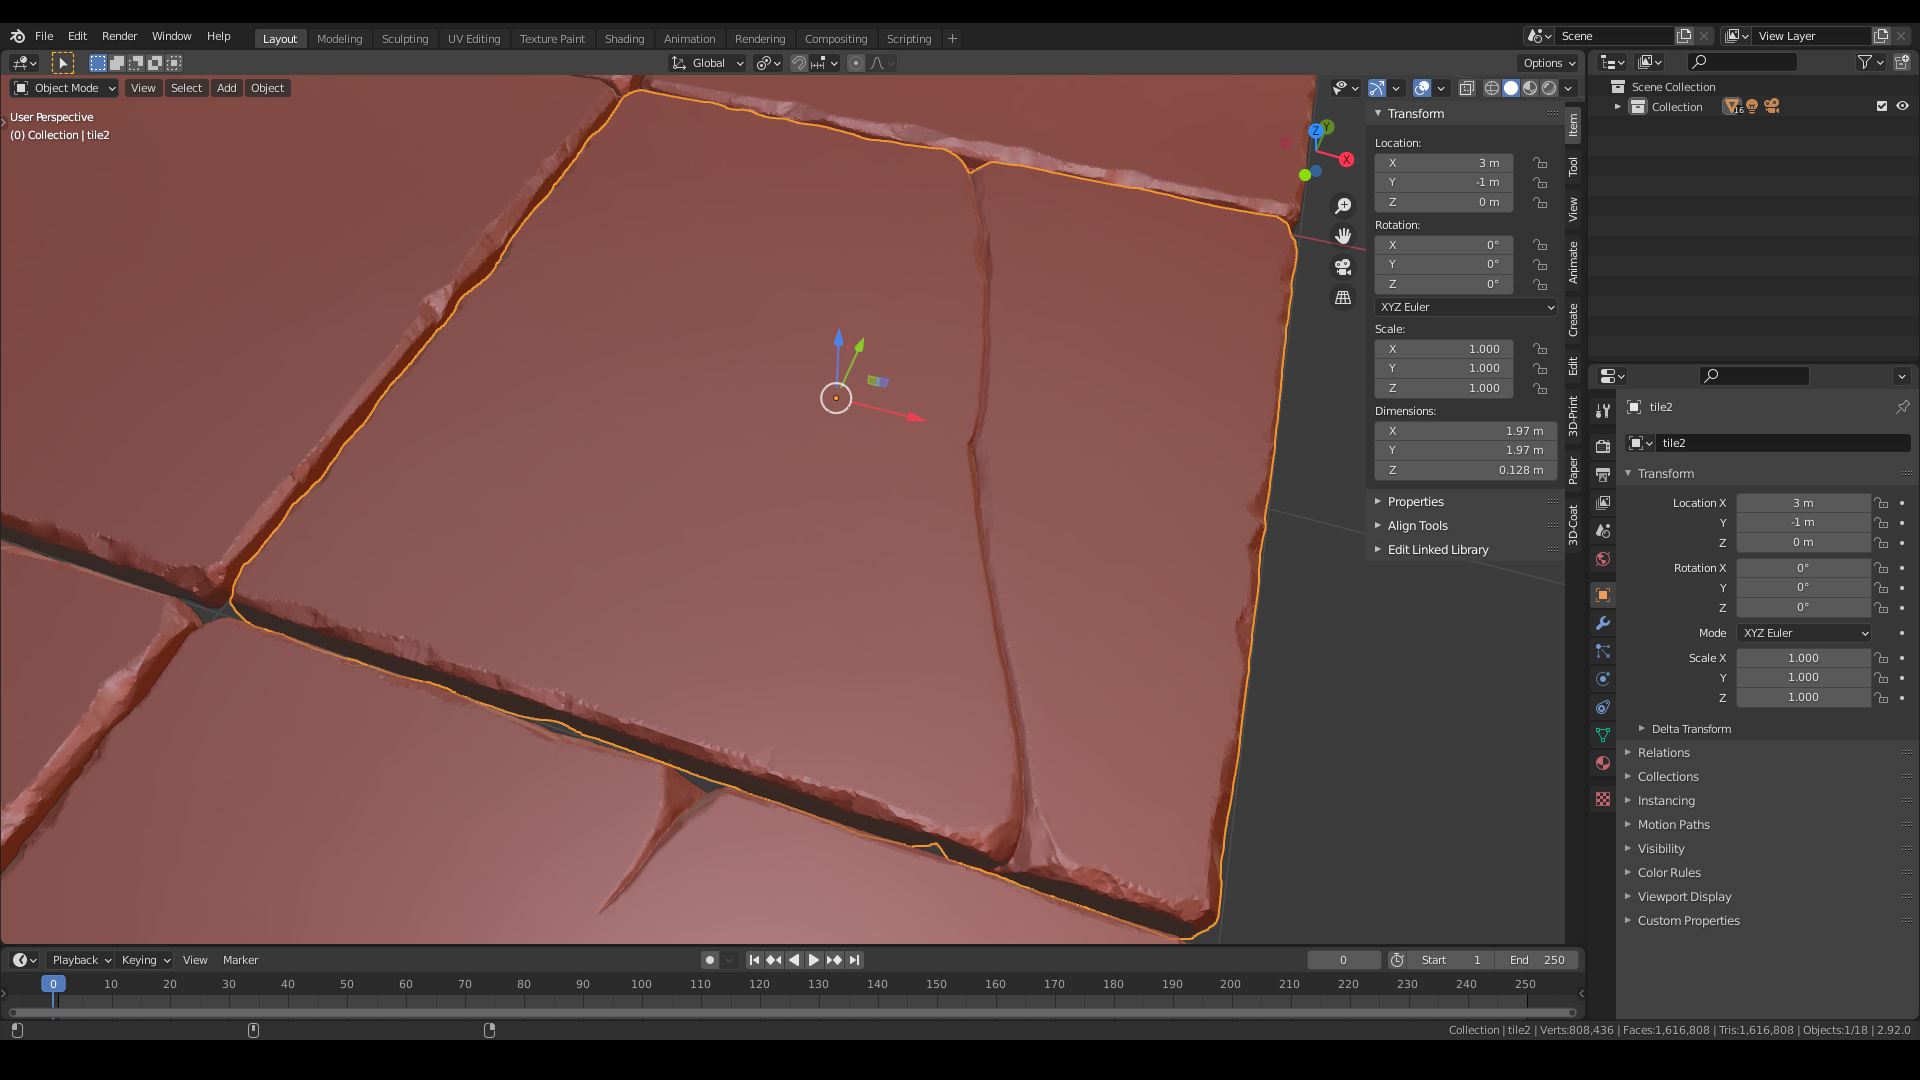 File Edit Render Window Help Layout Modeling Sculpting UV Editing Texture Paint Shading Animation Rendering Compositing Scripting + Scene View Layer
Global Options
Object Mode View Select Add Object
User Perspective
(0) Collection | tile2
Z Y X
Transform
Location:
X 3 m
Y -1 m
Z 0 m
Rotation:
X 0°
Y 0°
Z 0°
XYZ Euler
Scale:
X 1.000
Y 1.000
Z 1.000
Dimensions:
X 1.97 m
Y 1.97 m
Z 0.128 m
Properties
Align Tools
Edit Linked Library
Item
Tool
View
Animate
Create
Edit
3D-Print
Paper
3D-Coat
Scene Collection
Collection 16
tile2
tile2
Transform
Location X 3 m
Y -1 m
Z 0 m
Rotation X 0°
Y 0°
Z 0°
Mode XYZ Euler
Scale X 1.000
Y 1.000
Z 1.000
Delta Transform
Relations
Collections
Instancing
Motion Paths
Visibility
Color Rules
Viewport Display
Custom Properties
Playback Keying View Marker 0 Start 1 End 250
0 10 20 30 40 50 60 70 80 90 100 110 120 130 140 150 160 170 180 190 200 210 220 230 240 250
Collection | tile2 | Verts:808,436 | Faces:1,616,808 | Tris:1,616,808 | Objects:1/18 | 2.92.0